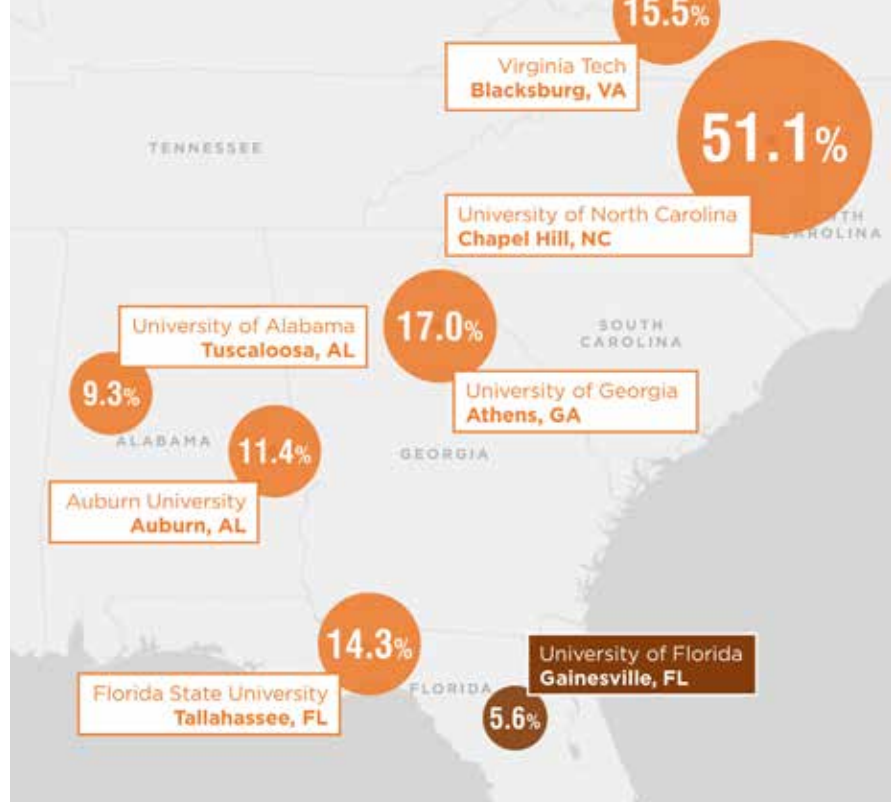 15.5%
Virginia Tech
Blacksburg, VA
51.1%
TENNESSEE
University of North Carolina
Chapel Hill, NC
CAROLINA
University of Alabama
Tuscaloosa, AL
17.0%
SOUTH
CAROLINA
9.3%
University of Georgia
Athens, GA
ALABAMA
11.4%
GEORGIA
Auburn University
Auburn, AL
14.3%
University of Florida
Gainesville, FL
Florida State University
Tallahassee, FL
FLORIDA
5.6%